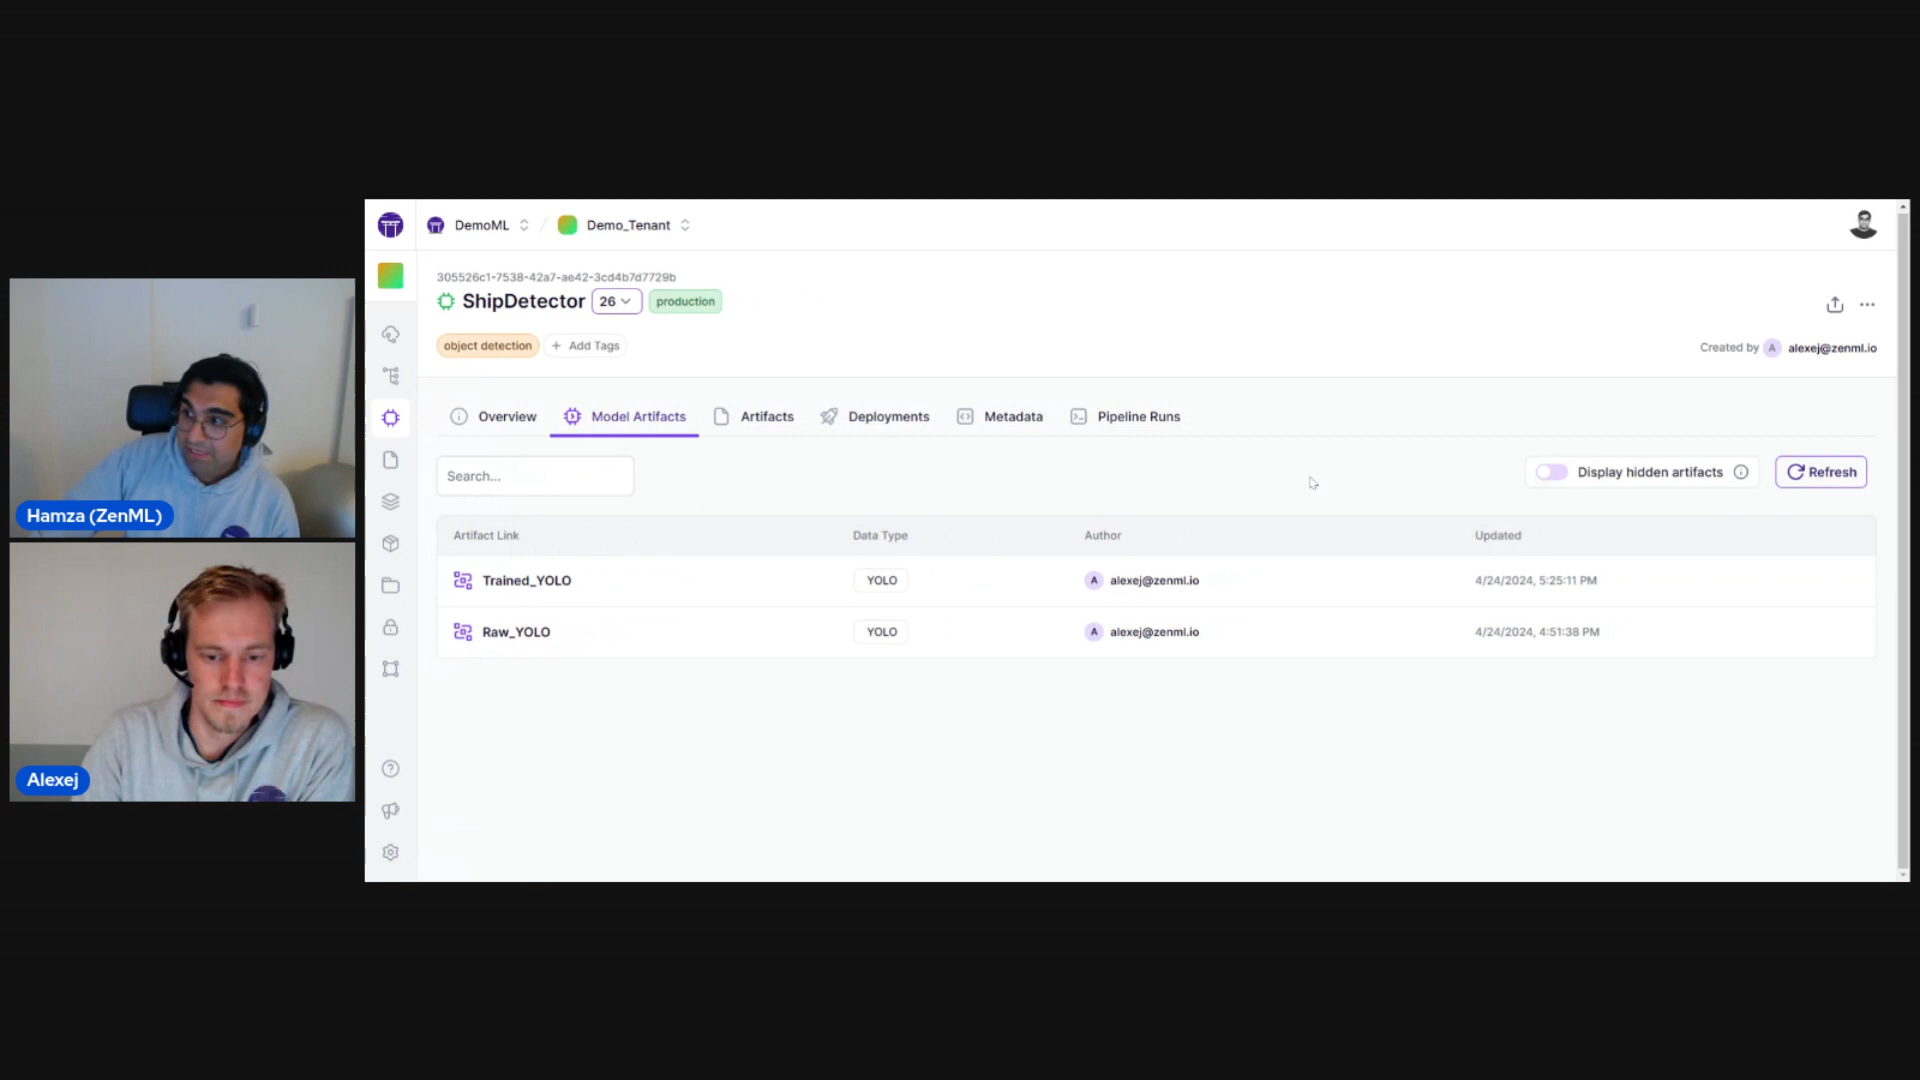 Hamza (ZenML)
Alexej
DemoML / Demo_Tenant
305526c1-7538-42a7-ae42-3cd4b7d7729b
ShipDetector 26 production
object detection + Add Tags
Created by A alexej@zenml.io
Overview Model Artifacts Artifacts Deployments Metadata Pipeline Runs
Search... Display hidden artifacts Refresh
Artifact Link Data Type Author Updated
Trained_YOLO YOLO A alexej@zenml.io 4/24/2024, 5:25:11 PM
Raw_YOLO YOLO A alexej@zenml.io 4/24/2024, 4:51:38 PM